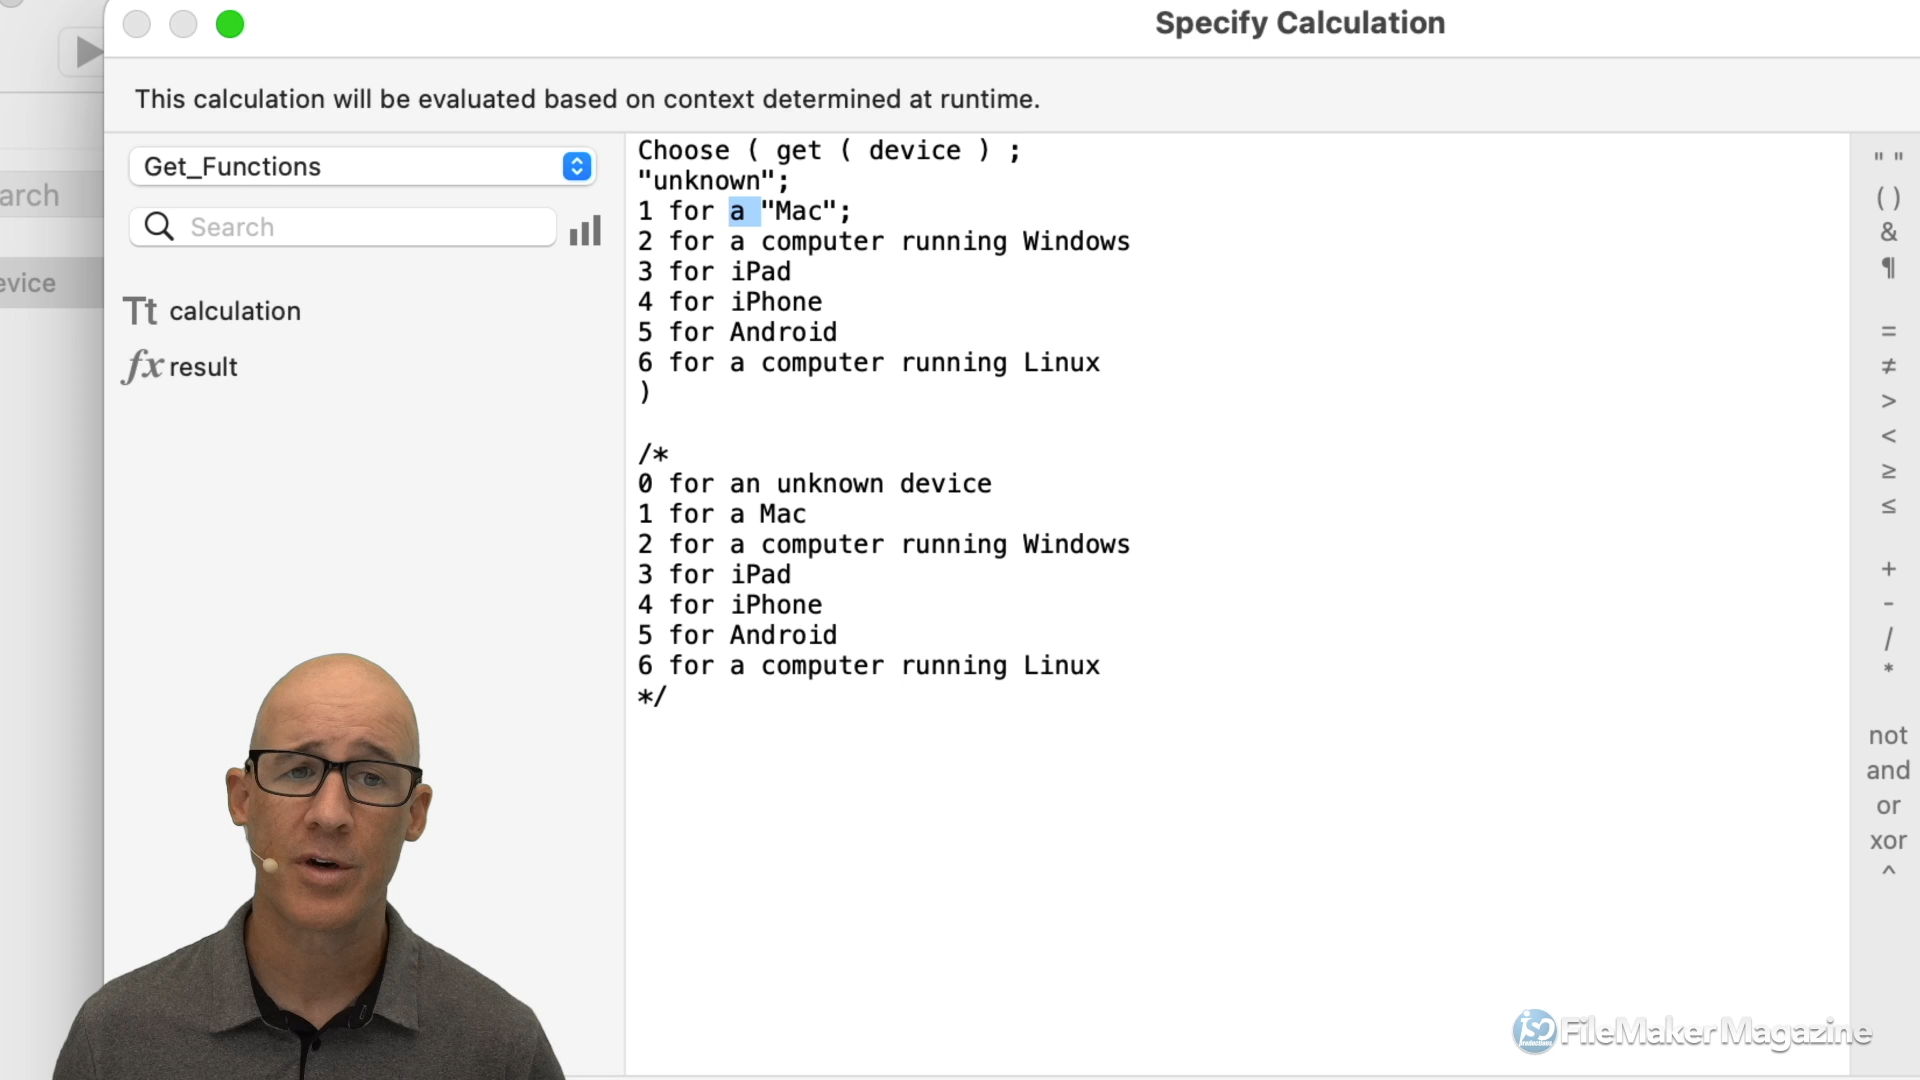 Specify Calculation
This calculation will be evaluated based on context determined at runtime.
Get_Functions
arch
Search
evice
Tt calculation
fx result
Choose ( get ( device ) ;
"unknown";
1 for a "Mac";
2 for a computer running Windows
3 for iPad
4 for iPhone
5 for Android
6 for a computer running Linux
)
/*
0 for an unknown device
1 for a Mac
2 for a computer running Windows
3 for iPad
4 for iPhone
5 for Android
6 for a computer running Linux
*/
" "
( )
&
¶
=
≠
>
<
≥
≤
+
-
/
*
not
and
or
xor
^
iso productions FileMaker Magazine